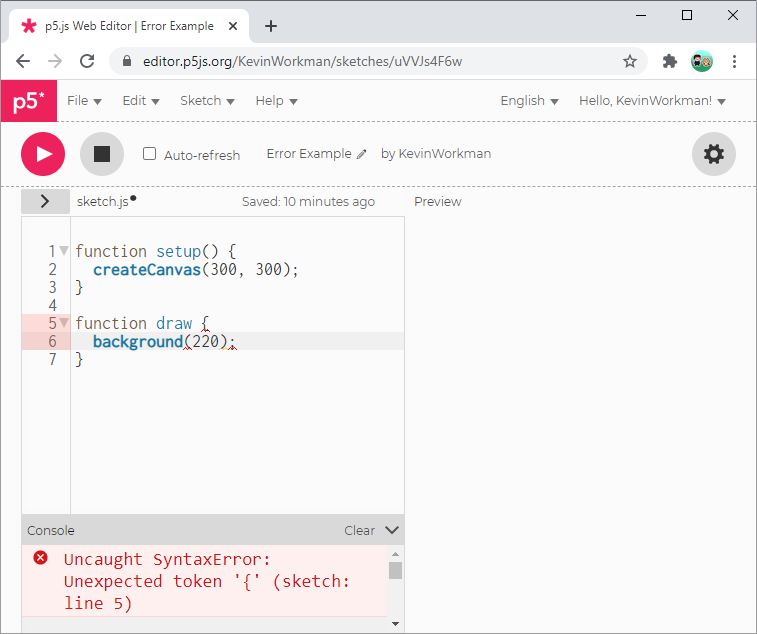 p5.js Web Editor | Error Example
editor.p5js.org/KevinWorkman/sketches/uVVJs4F6w
p5* File Edit Sketch Help English Hello, KevinWorkman!
Auto-refresh Error Example by KevinWorkman
sketch.js Saved: 10 minutes ago Preview
1 function setup() {
2 createCanvas(300, 300);
3 }
4
5 function draw {
6 background(220);
7 }
Console Clear
Uncaught SyntaxError:
Unexpected token '{' (sketch:
line 5)